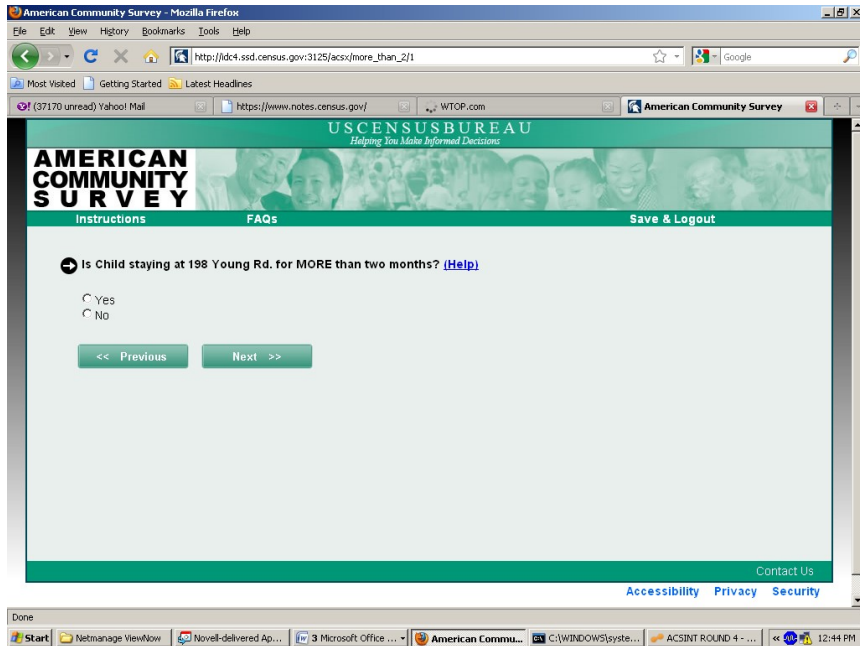 American Community Survey - Mozilla Firefox
File Edit View History Bookmarks Tools Help
http://idc4.ssd.census.gov:3125/acsx/more_than_2/1
Google
Most Visited Getting Started Latest Headlines
(37170 unread) Yahoo! Mail https://www.notes.census.gov/ WTOP.com American Community Survey
USCENSUSBUREAU
Helping You Make Informed Decisions
AMERICAN
COMMUNITY
SURVEY
Instructions FAQs Save & Logout
Is Child staying at 198 Young Rd. for MORE than two months? (Help)
Yes
No
<< Previous Next >>
Contact Us
Accessibility Privacy Security
Done
Start Netmanage ViewNow Novell-delivered Ap... 3 Microsoft Office ... American Commu... C:\WINDOWS\syste... ACSINT ROUND 4 - ... « 12:44 PM